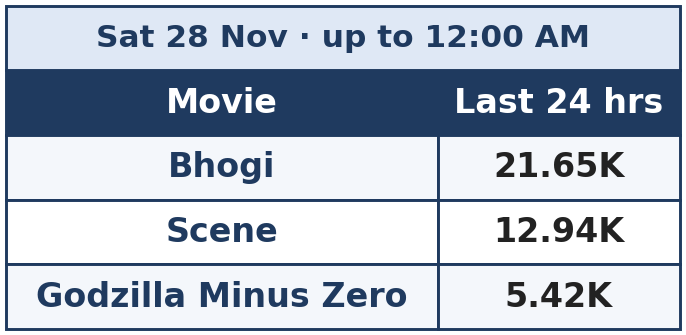 Sat 28 Nov · up to 12:00 AM
Movie Last 24 hrs
Bhogi 21.65K
Scene 12.94K
Godzilla Minus Zero 5.42K